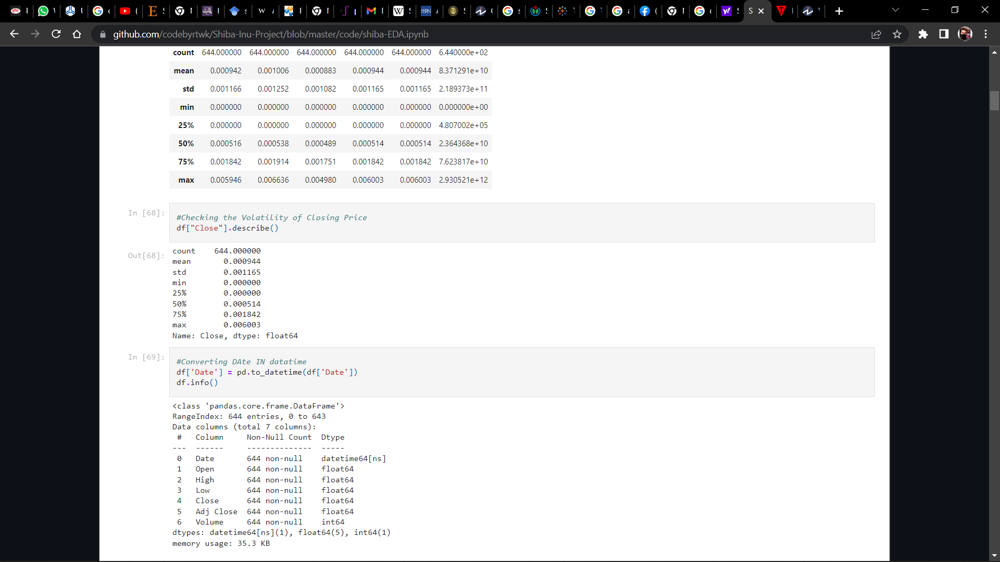 github.com/codebyrtwk/Shiba-Inu-Project/blob/master/code/shiba-EDA.ipynb
count 644.000000 644.000000 644.000000 644.000000 644.000000 6.440000e+02
mean 0.000942 0.001006 0.000883 0.000944 0.000944 8.371291e+10
std 0.001166 0.001252 0.001082 0.001165 0.001165 2.189373e+11
min 0.000000 0.000000 0.000000 0.000000 0.000000 0.000000e+00
25% 0.000000 0.000000 0.000000 0.000000 0.000000 4.807002e+05
50% 0.000516 0.000538 0.000489 0.000514 0.000514 2.364368e+10
75% 0.001842 0.001914 0.001751 0.001842 0.001842 7.623817e+10
max 0.005946 0.006636 0.004980 0.006003 0.006003 2.930521e+12
In [68]:
#Checking the Volatility of Closing Price
df["Close"].describe()
Out[68]:
count 644.000000
mean 0.000944
std 0.001165
min 0.000000
25% 0.000000
50% 0.000514
75% 0.001842
max 0.006003
Name: Close, dtype: float64
In [69]:
#Converting DAte IN datatime
df['Date'] = pd.to_datetime(df['Date'])
df.info()
<class 'pandas.core.frame.DataFrame'>
RangeIndex: 644 entries, 0 to 643
Data columns (total 7 columns):
# Column Non-Null Count Dtype
--- ------ -------------- -----
0 Date 644 non-null datetime64[ns]
1 Open 644 non-null float64
2 High 644 non-null float64
3 Low 644 non-null float64
4 Close 644 non-null float64
5 Adj Close 644 non-null float64
6 Volume 644 non-null int64
dtypes: datetime64[ns](1), float64(5), int64(1)
memory usage: 35.3 KB